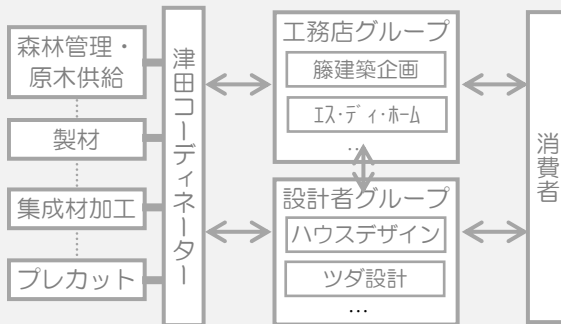 森林管理・
原木供給
製材
集成材加工
プレカット
津田コーディネーター
工務店グループ
藤建築企画
エス・ディ・ホーム
…
設計者グループ
ハウスデザイン
ツダ設計
…
消費者